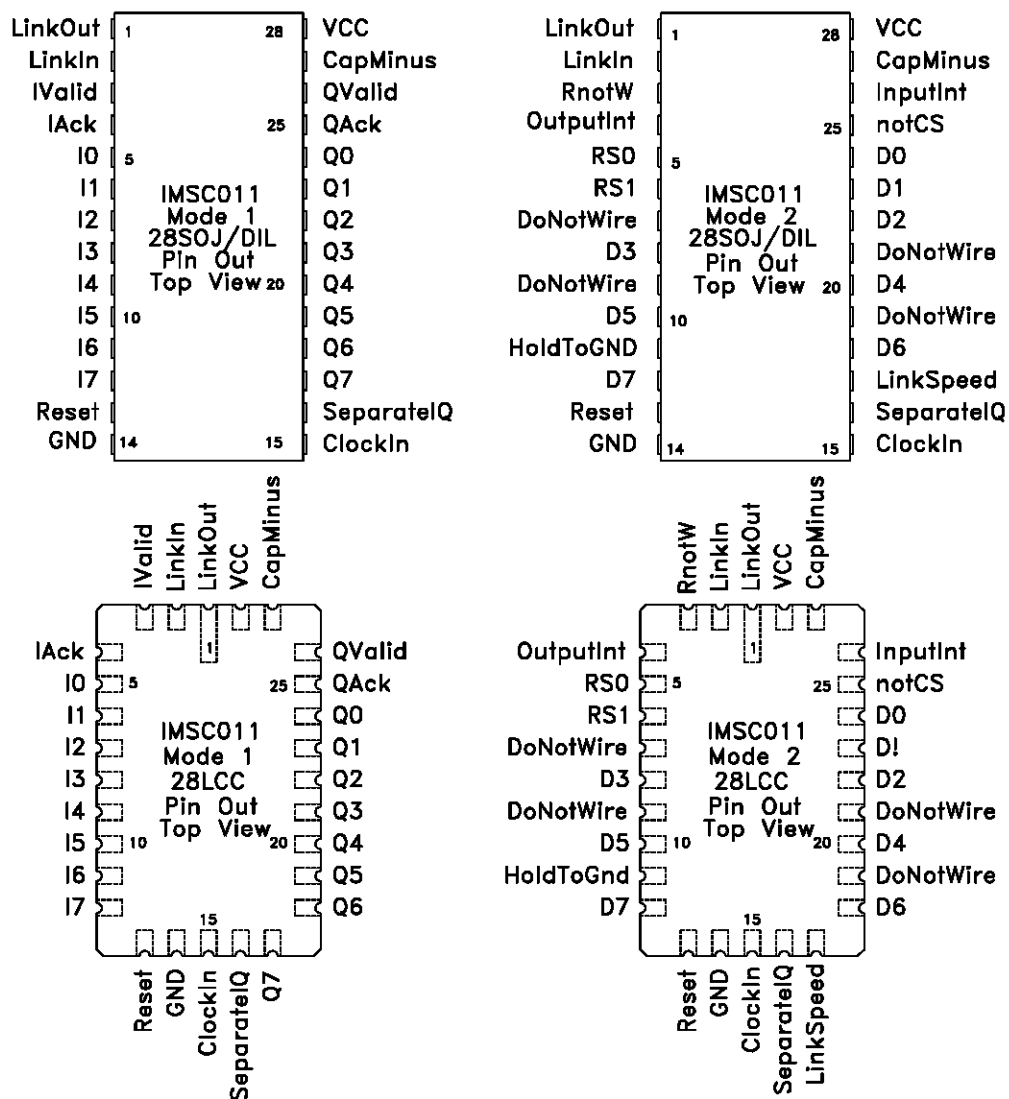 LinkOut 1 28 VCC
LinkIn CapMinus
IValid QValid
IAck 25 QAck
I0 5 Q0
I1 Q1
I2 Q2
I3 Q3
I4 20 Q4
I5 10 Q5
I6 Q6
I7 Q7
Reset SeparateIQ
GND 14 15 ClockIn
IMSC011
Mode 1
28SOJ/DIL
Pin Out
Top View
LinkOut 1 28 VCC
LinkIn CapMinus
RnotW InputInt
OutputInt 25 notCS
RS0 5 D0
RS1 D1
DoNotWire D2
D3 DoNotWire
DoNotWire 20 D4
D5 10 DoNotWire
HoldToGND D6
D7 LinkSpeed
Reset SeparateIQ
GND 14 15 ClockIn
IMSC011
Mode 2
28SOJ/DIL
Pin Out
Top View
IValid
LinkIn
LinkOut
VCC
CapMinus
1
IAck QValid
I0 5 25 QAck
I1 Q0
I2 Q1
I3 Q2
I4 Q3
I5 10 20 Q4
I6 Q5
I7 Q6
IMSC011
Mode 1
28LCC
Pin Out
Top View
15
Reset
GND
ClockIn
SeparateIQ
Q7
RnotW
LinkIn
LinkOut
VCC
CapMinus
1
OutputInt InputInt
RS0 5 25 notCS
RS1 D0
DoNotWire D!
D3 D2
DoNotWire DoNotWire
D5 10 20 D4
HoldToGnd DoNotWire
D7 D6
IMSC011
Mode 2
28LCC
Pin Out
Top View
15
Reset
GND
ClockIn
SeparateIQ
LinkSpeed